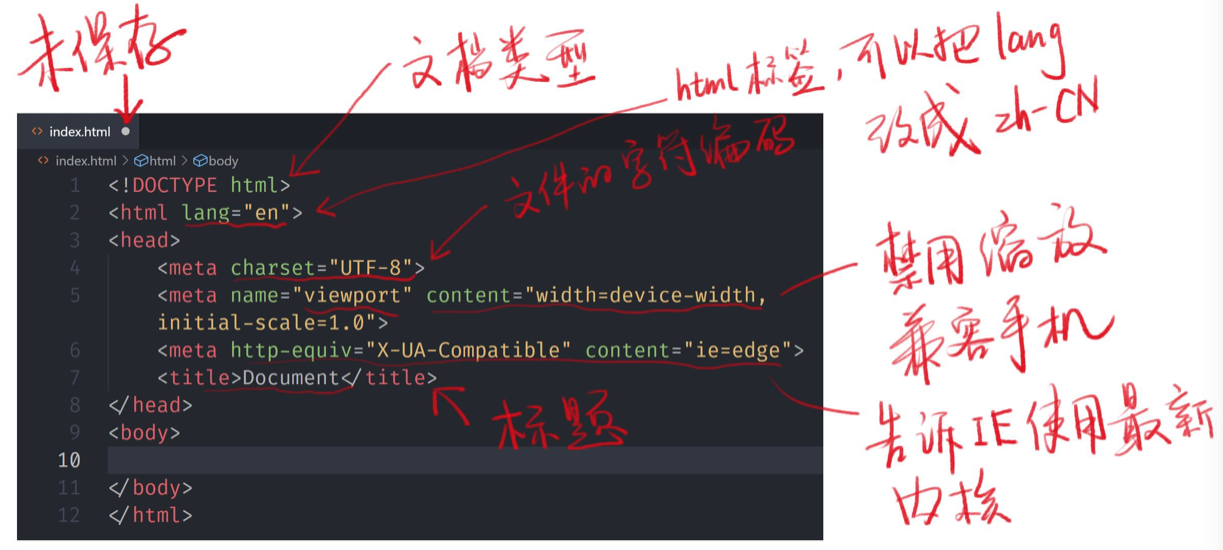 未保存
文档类型
html标签,可以把lang
改成 zh-CN
index.html
index.html > html > body
文件的字符编码
1 <!DOCTYPE html>
2 <html lang="en">
3 <head>
4 <meta charset="UTF-8">
5 <meta name="viewport" content="width=device-width,
initial-scale=1.0">
6 <meta http-equiv="X-UA-Compatible" content="ie=edge">
7 <title>Document</title>
8 </head>
9 <body>
10
11 </body>
12 </html>
禁用缩放
兼容手机
标题
告诉IE使用最新
内核